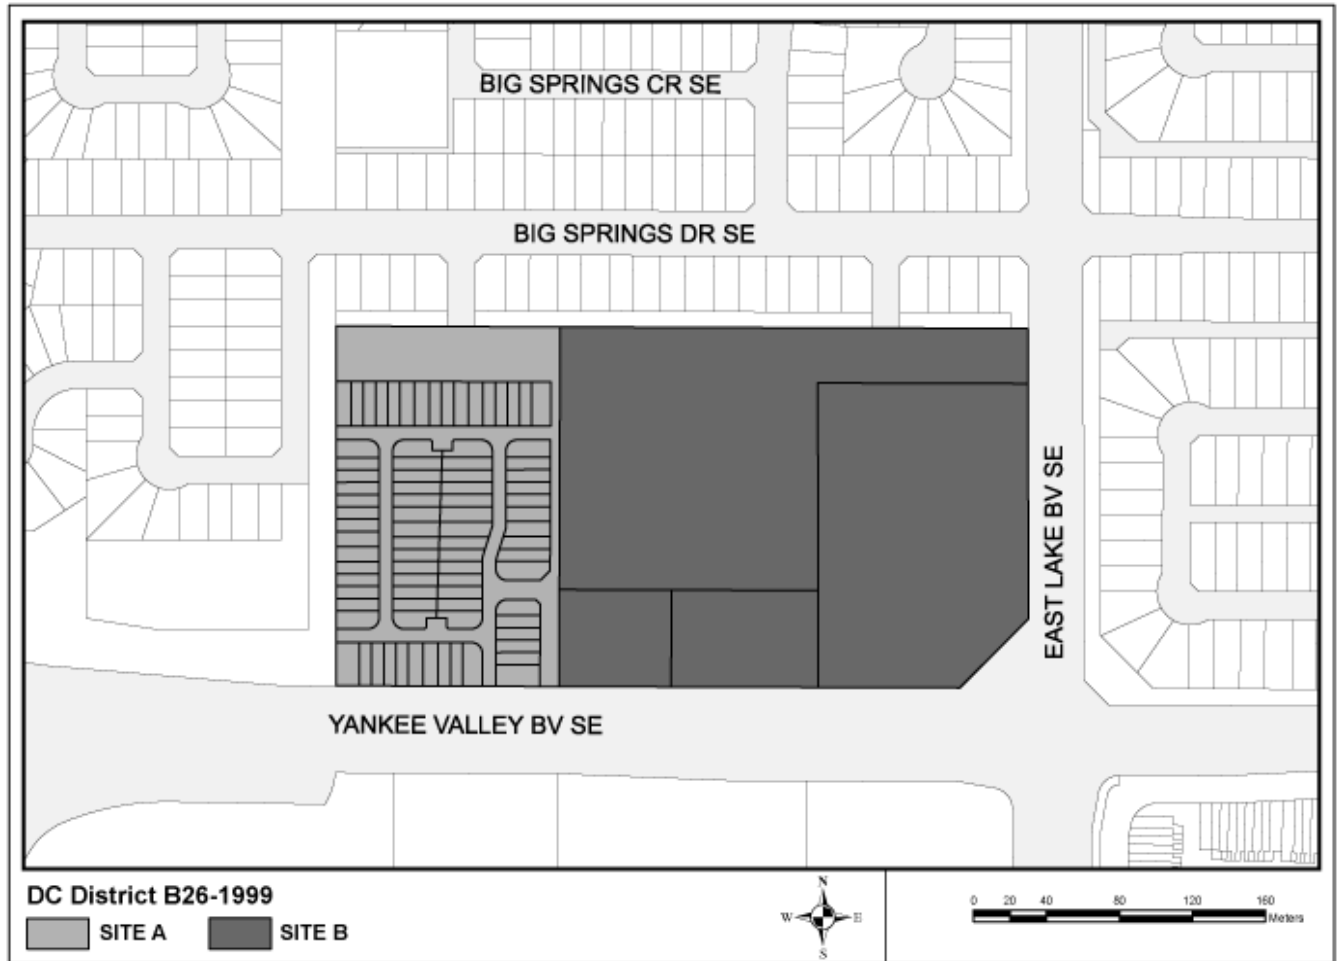 BIG SPRINGS CR SE
BIG SPRINGS DR SE
EAST LAKE BV SE
YANKEE VALLEY BV SE
DC District B26-1999
SITE A SITE B
N
W E
S
0 20 40 80 120 160
Meters